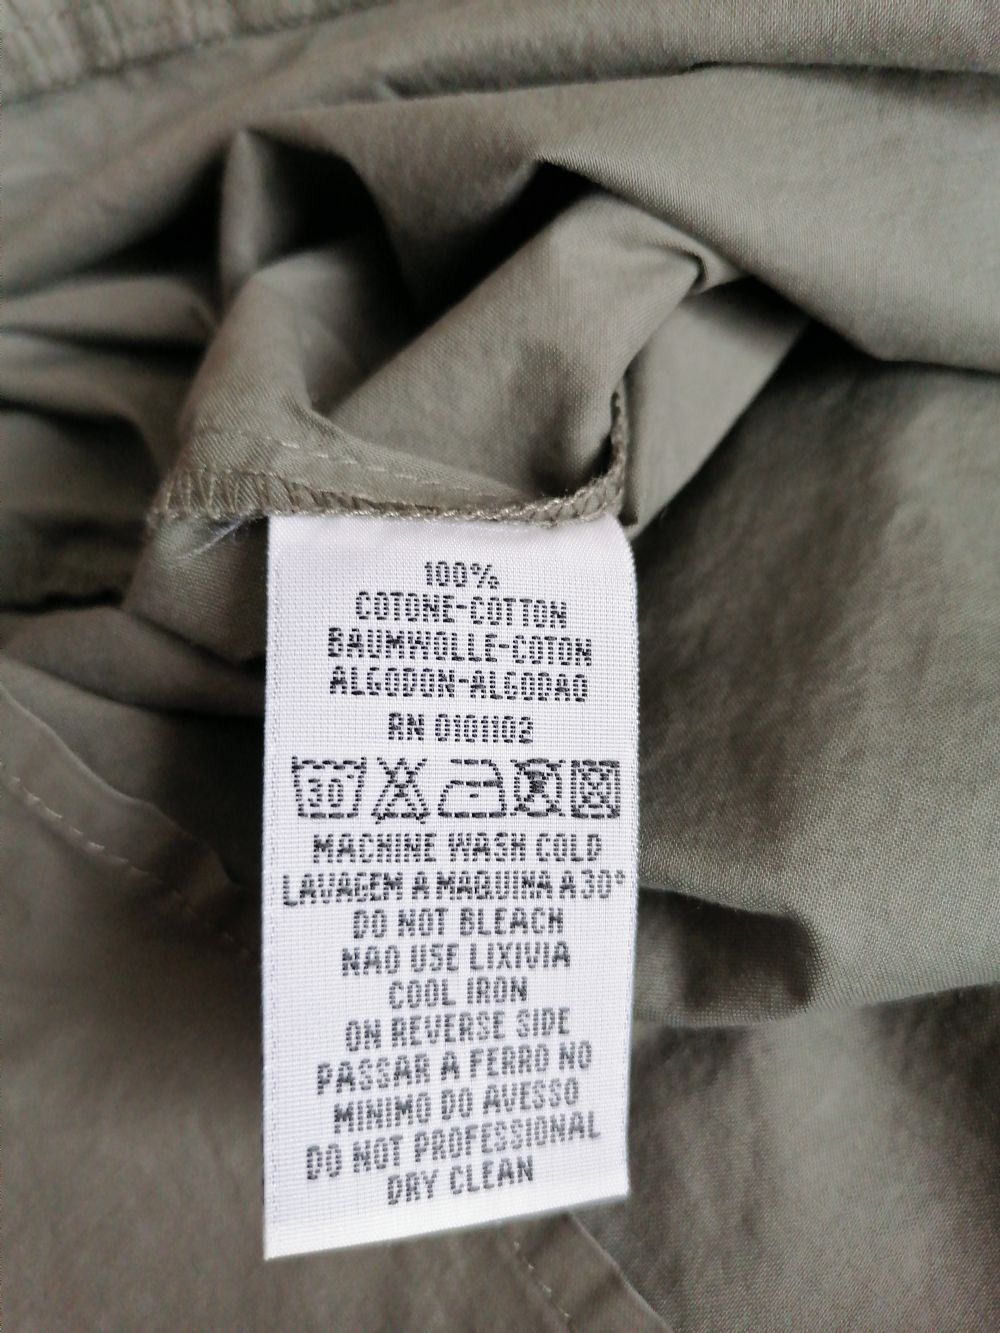 100%
COTONE-COTTON
BAUMWOLLE-COTON
ALGODON-ALGODAO
RN 0101102
30°
MACHINE WASH COLD
LAVAGEM A MAQUINA A 30°
DO NOT BLEACH
NAO USE LIXIVIA
COOL IRON
ON REVERSE SIDE
PASSAR A FERRO NO
MINIMO DO AVESSO
DO NOT PROFESSIONAL
DRY CLEAN